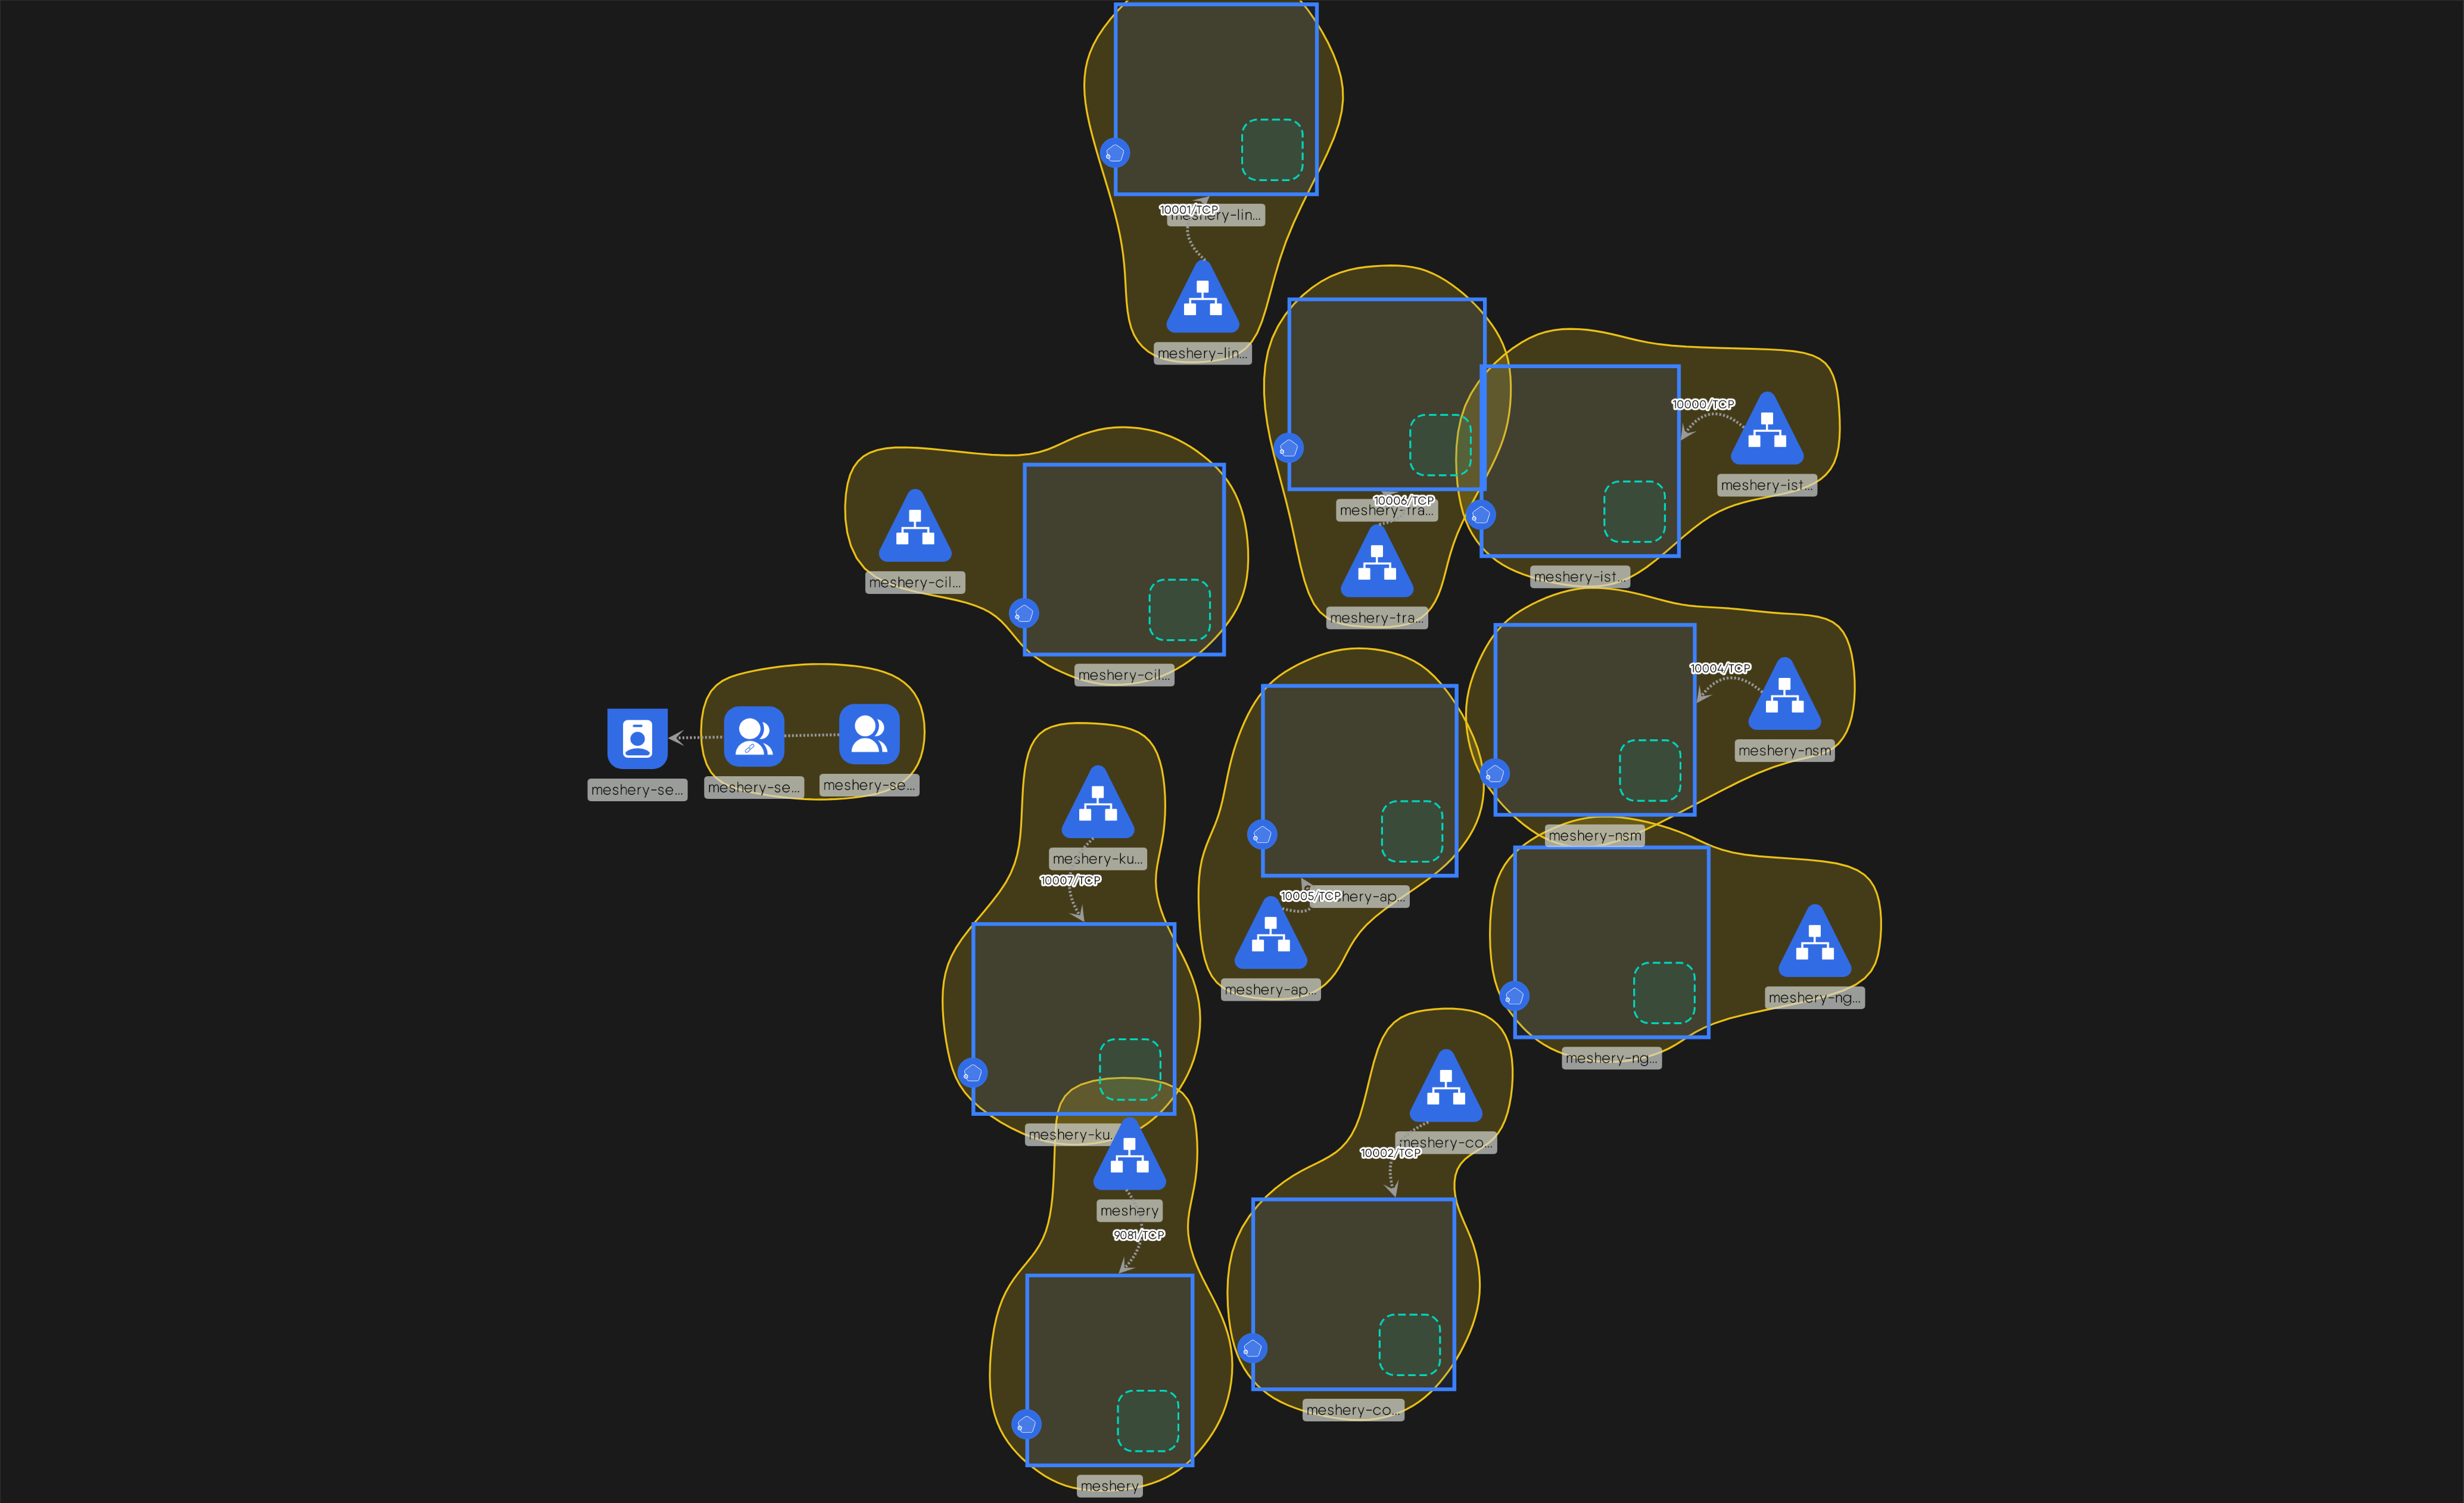 10001/TCP
meshery-lin...
meshery-lin...
10000/TCP
meshery-ist...
10006/TCP
meshery-tra...
meshery-ist...
meshery-cil...
meshery-tra...
meshery-cil...
10004/TCP
meshery-nsm
meshery-se...
meshery-se...
meshery-se...
meshery-nsm
meshery-ku...
10007/TCP
10005/TCP
meshery-ap...
meshery-ng...
meshery-ng...
meshery-ku...
meshery-co...
10002/TCP
meshery
9081/TCP
meshery-co...
meshery